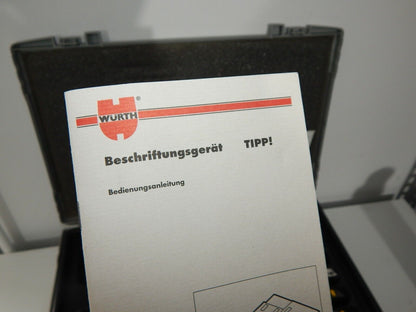 WÜRTH®
Beschriftungsgerät TIPP!
Bedienungsanleitung